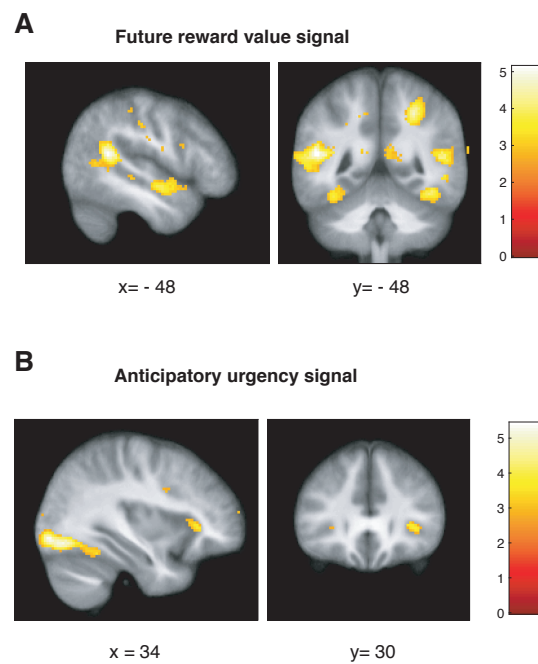 A
Future reward value signal
5
4
3
2
1
0
x= - 48
y= - 48
B
Anticipatory urgency signal
5
4
3
2
1
0
x = 34
y= 30